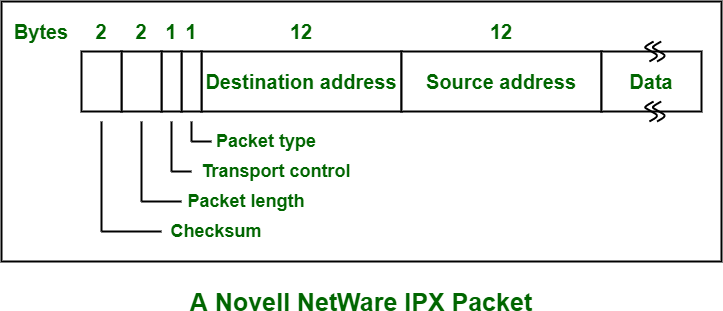 Bytes 2 2 1 1 12 12
Destination address Source address Data
Packet type
Transport control
Packet length
Checksum
A Novell NetWare IPX Packet